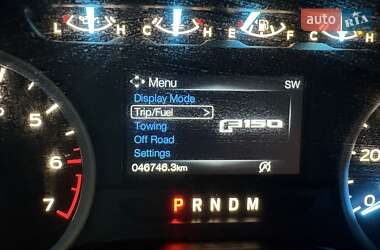 auto RIA
C H C H E F C H
Menu SW
Display Mode
Trip/Fuel >
Towing F150
Off Road
Settings
046746.3km
P R N D M
7
6
5
20
0